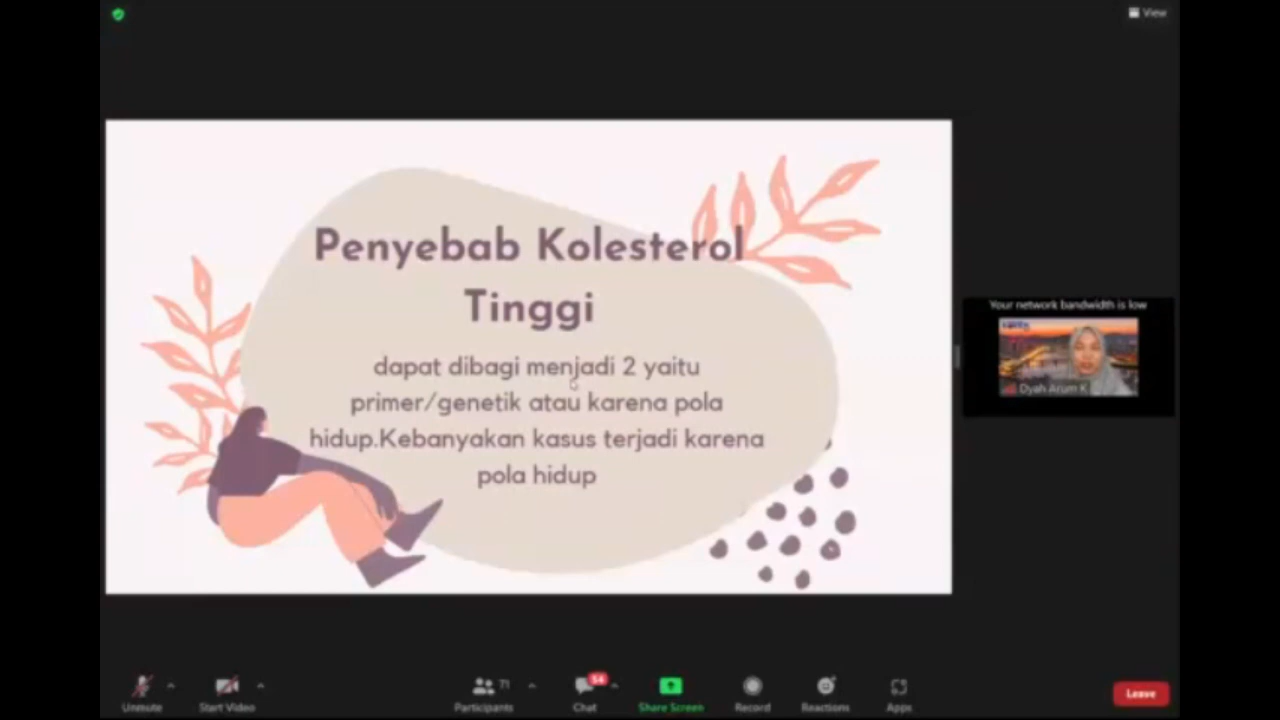 View
Penyebab Kolesterol
Tinggi
dapat dibagi menjadi 2 yaitu
primer/genetik atau karena pola
hidup.Kebanyakan kasus terjadi karena
pola hidup
Your network bandwidth is low
Dyah Arum K
Unmute
Start Video
Participants
71
Chat
54
Share Screen
Record
Reactions
Apps
Leave